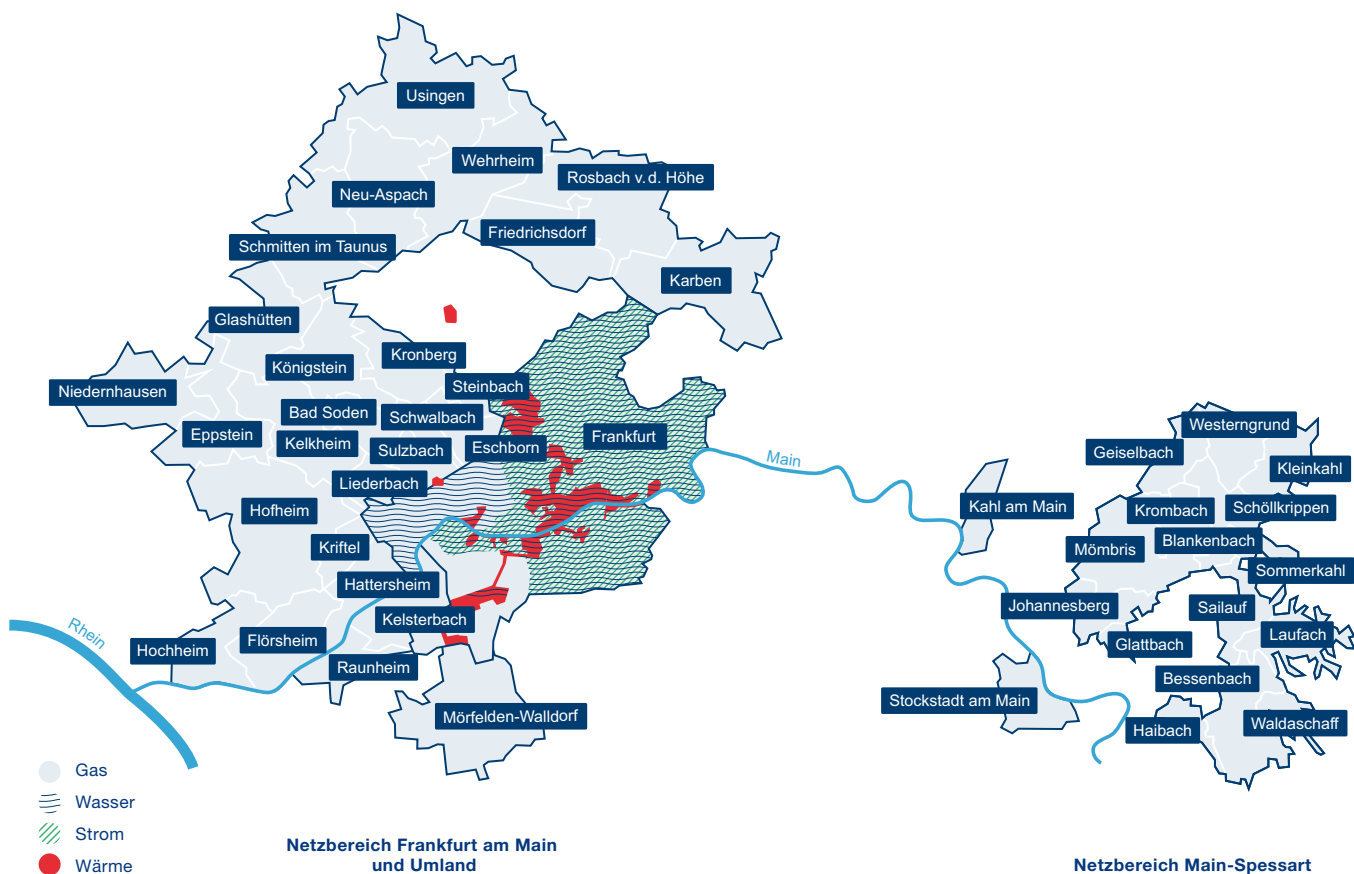 Usingen
Wehrheim
Rosbach v. d. Höhe
Neu-Aspach
Friedrichsdorf
Schmitten im Taunus
Karben
Glashütten
Kronberg
Königstein
Steinbach
Niedernhausen
Bad Soden
Schwalbach
Eppstein
Kelkheim
Sulzbach
Eschborn
Frankfurt
Liederbach
Hofheim
Kriftel
Hattersheim
Kelsterbach
Flörsheim
Hochheim
Raunheim
Mörfelden-Walldorf
Rhein
Main
Westerngrund
Geiselbach
Kleinkahl
Kahl am Main
Krombach
Schöllkrippen
Mömbris
Blankenbach
Sommerkahl
Johannesberg
Sailauf
Glattbach
Laufach
Bessenbach
Stockstadt am Main
Haibach
Waldaschaff
Gas
Wasser
Strom
Wärme
Netzbereich Frankfurt am Main
und Umland
Netzbereich Main-Spessart